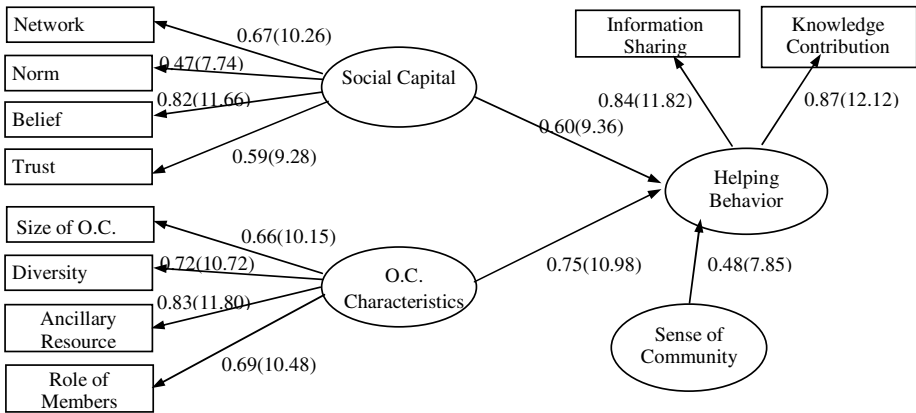 Network
0.67(10.26)
Norm
0.47(7.74)
Social Capital
0.82(11.66)
Belief
Trust
0.59(9.28)
Information
Sharing
Knowledge
Contribution
0.84(11.82)
0.87(12.12)
0.60(9.36)
Helping
Behavior
Size of O.C.
0.66(10.15)
Diversity
0.72(10.72)
O.C.
Characteristics
0.83(11.80)
Ancillary
Resource
0.69(10.48)
Role of
Members
0.75(10.98)
0.48(7.85)
Sense of
Community